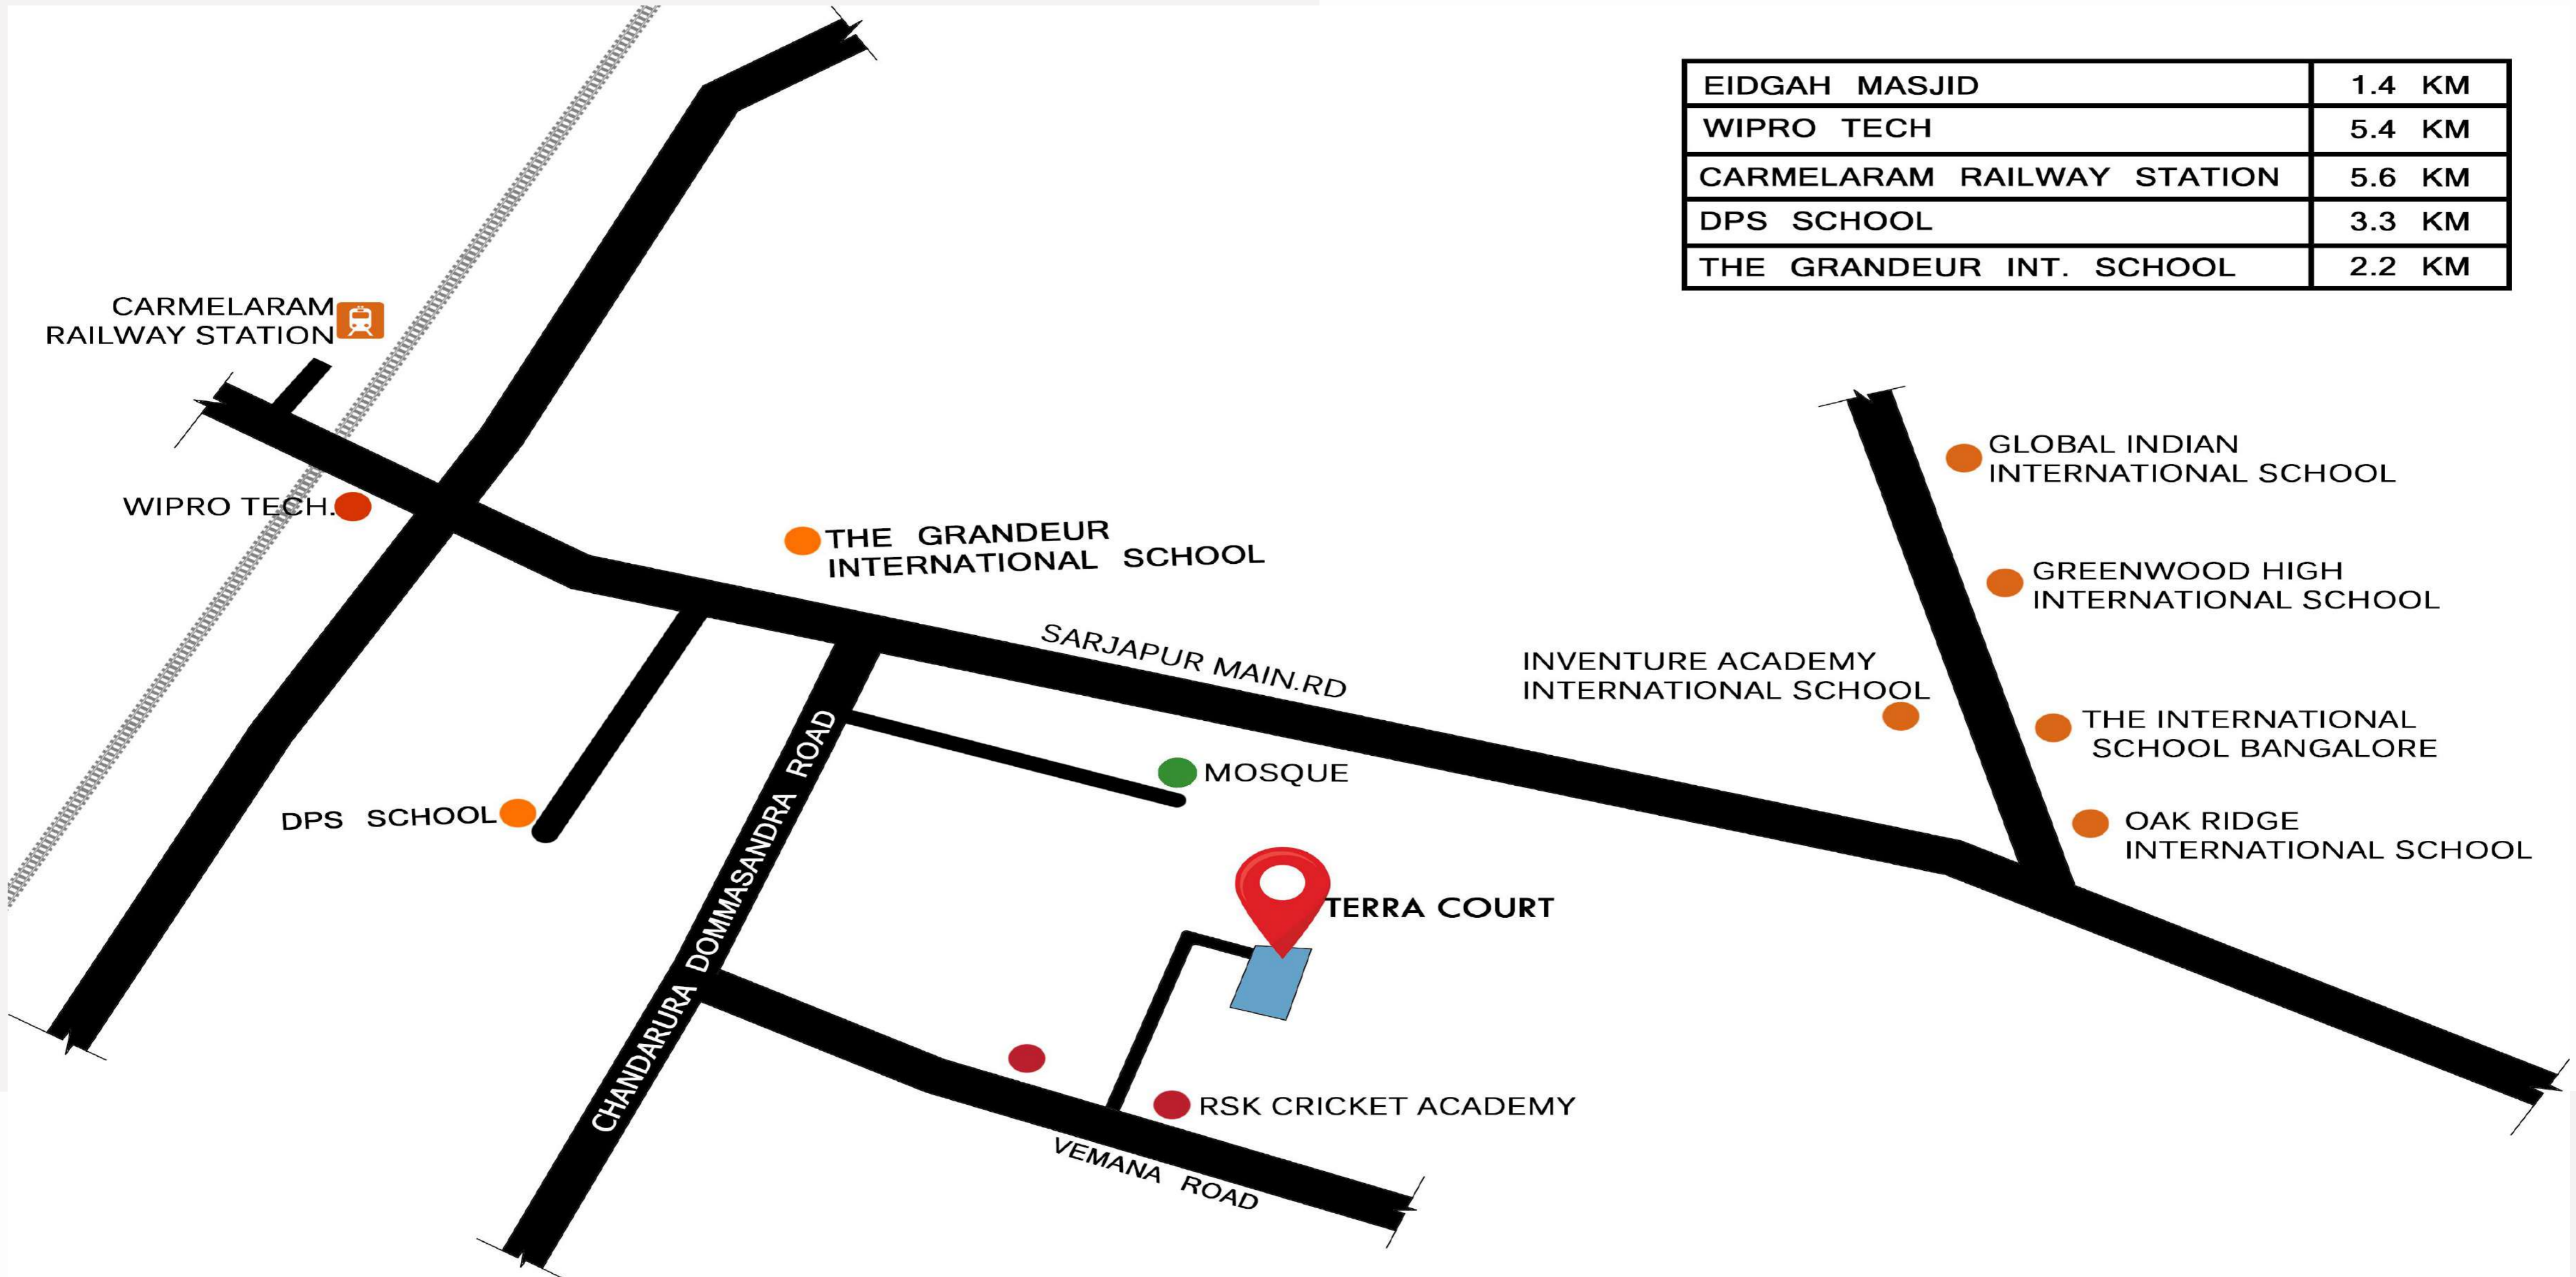 EIDGAH MASJID 1.4 KM
WIPRO TECH 5.4 KM
CARMELARAM RAILWAY STATION 5.6 KM
DPS SCHOOL 3.3 KM
THE GRANDEUR INT. SCHOOL 2.2 KM
CARMELARAM
RAILWAY STATION
WIPRO TECH.
THE GRANDEUR
INTERNATIONAL SCHOOL
GLOBAL INDIAN
INTERNATIONAL SCHOOL
GREENWOOD HIGH
INTERNATIONAL SCHOOL
SARJAPUR MAIN.RD
INVENTURE ACADEMY
INTERNATIONAL SCHOOL
THE INTERNATIONAL
SCHOOL BANGALORE
MOSQUE
DPS SCHOOL
OAK RIDGE
INTERNATIONAL SCHOOL
CHANDARURA DOMMASANDRA ROAD
TERRA COURT
RSK CRICKET ACADEMY
VEMANA ROAD